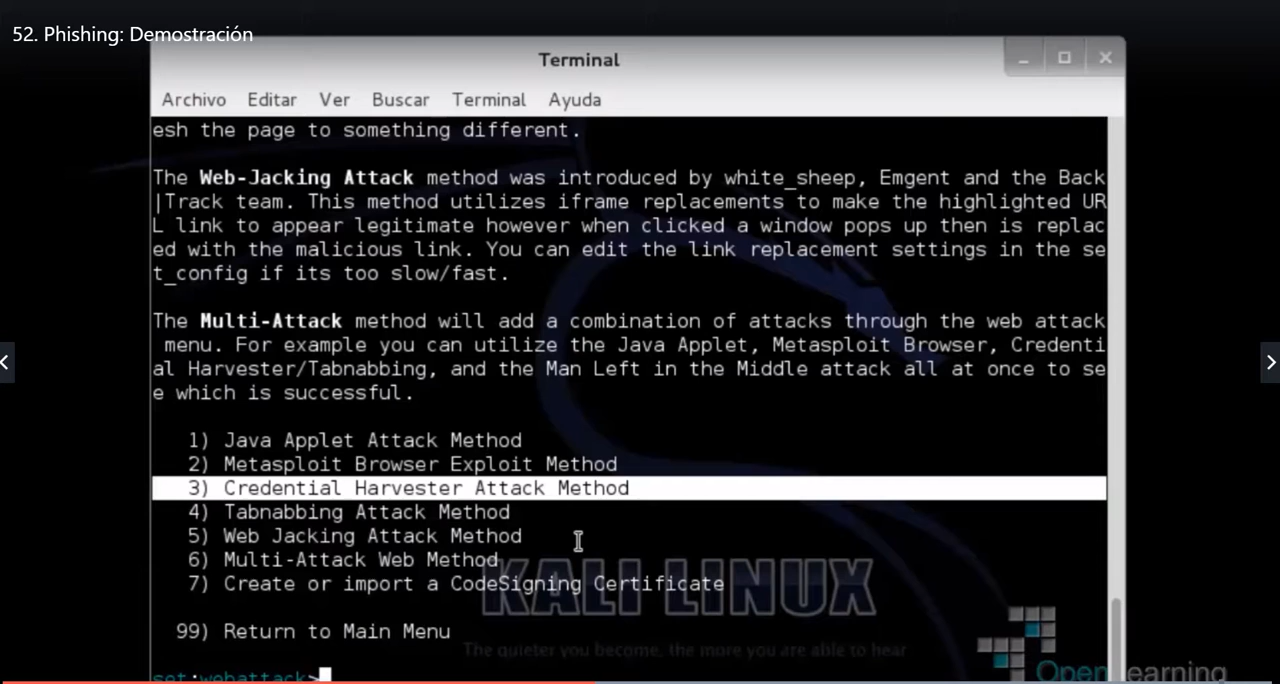 52. Phishing: Demostración
Terminal
Archivo Editar Ver Buscar Terminal Ayuda
esh the page to something different.
The Web-Jacking Attack method was introduced by white_sheep, Emgent and the Back
|Track team. This method utilizes iframe replacements to make the highlighted UR
L link to appear legitimate however when clicked a window pops up then is replac
ed with the malicious link. You can edit the link replacement settings in the se
t_config if its too slow/fast.
The Multi-Attack method will add a combination of attacks through the web attack
menu. For example you can utilize the Java Applet, Metasploit Browser, Credenti
al Harvester/Tabnabbing, and the Man Left in the Middle attack all at once to se
e which is successful.
1) Java Applet Attack Method
2) Metasploit Browser Exploit Method
3) Credential Harvester Attack Method
4) Tabnabbing Attack Method
5) Web Jacking Attack Method
6) Multi-Attack Web Method
7) Create or import a CodeSigning Certificate
KALI LINUX
99) Return to Main Menu
The quieter you become, the more you are able to hear
set:webattack>
OpenLearning